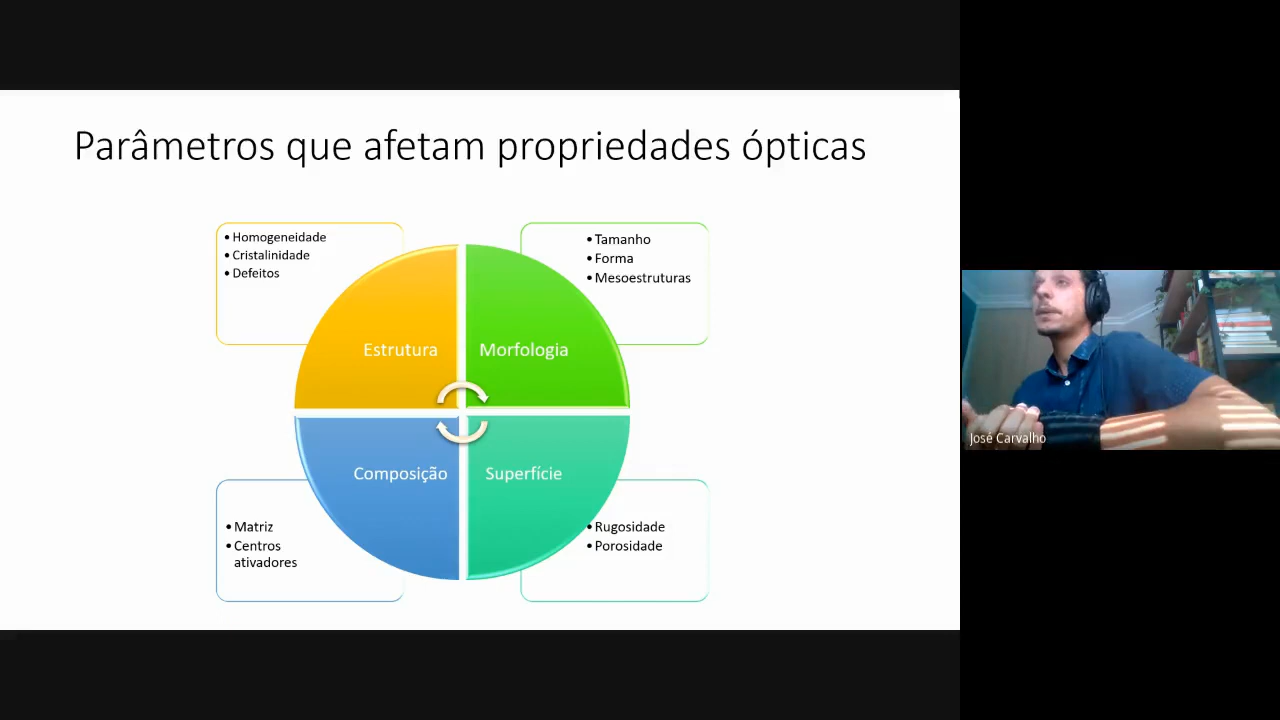 Parâmetros que afetam propriedades ópticas
• Homogeneidade
• Cristalinidade
• Defeitos
• Tamanho
• Forma
• Mesoestruturas
Estrutura
Morfologia
Composição
Superfície
• Matriz
• Centros
ativadores
• Rugosidade
• Porosidade
José Carvalho